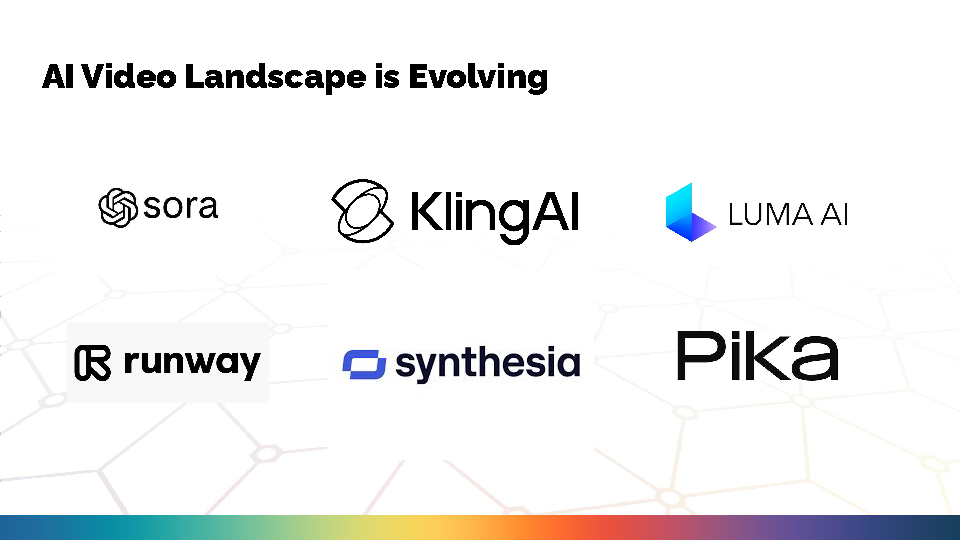 AI Video Landscape is Evolving
sora
KlingAI
LUMA AI
runway
synthesia
Pika